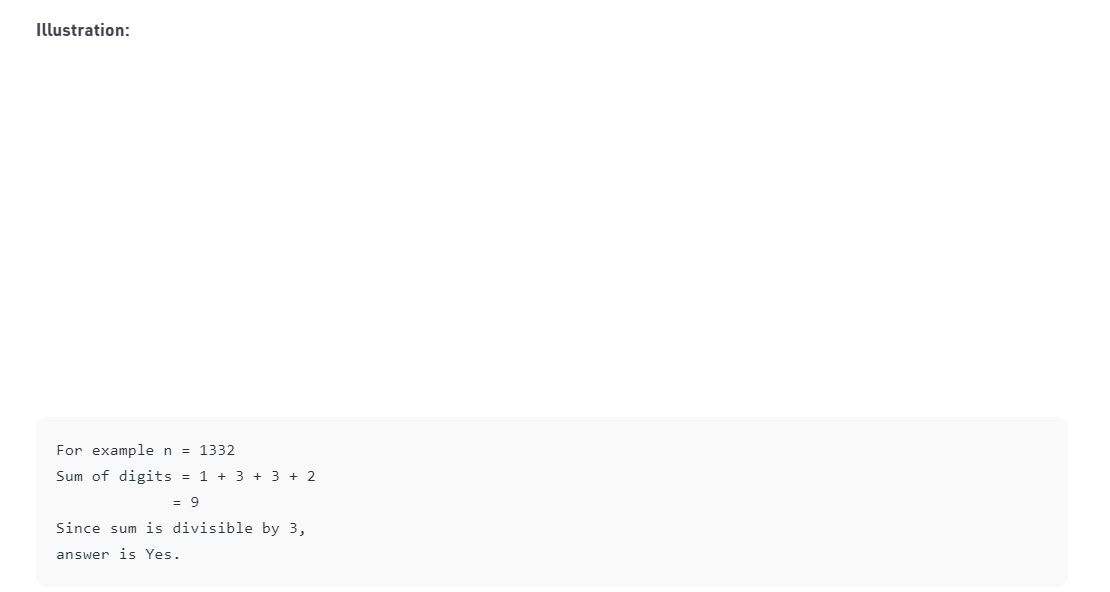 Illustration:
For example n = 1332
Sum of digits = 1 + 3 + 3 + 2
= 9
Since sum is divisible by 3,
answer is Yes.